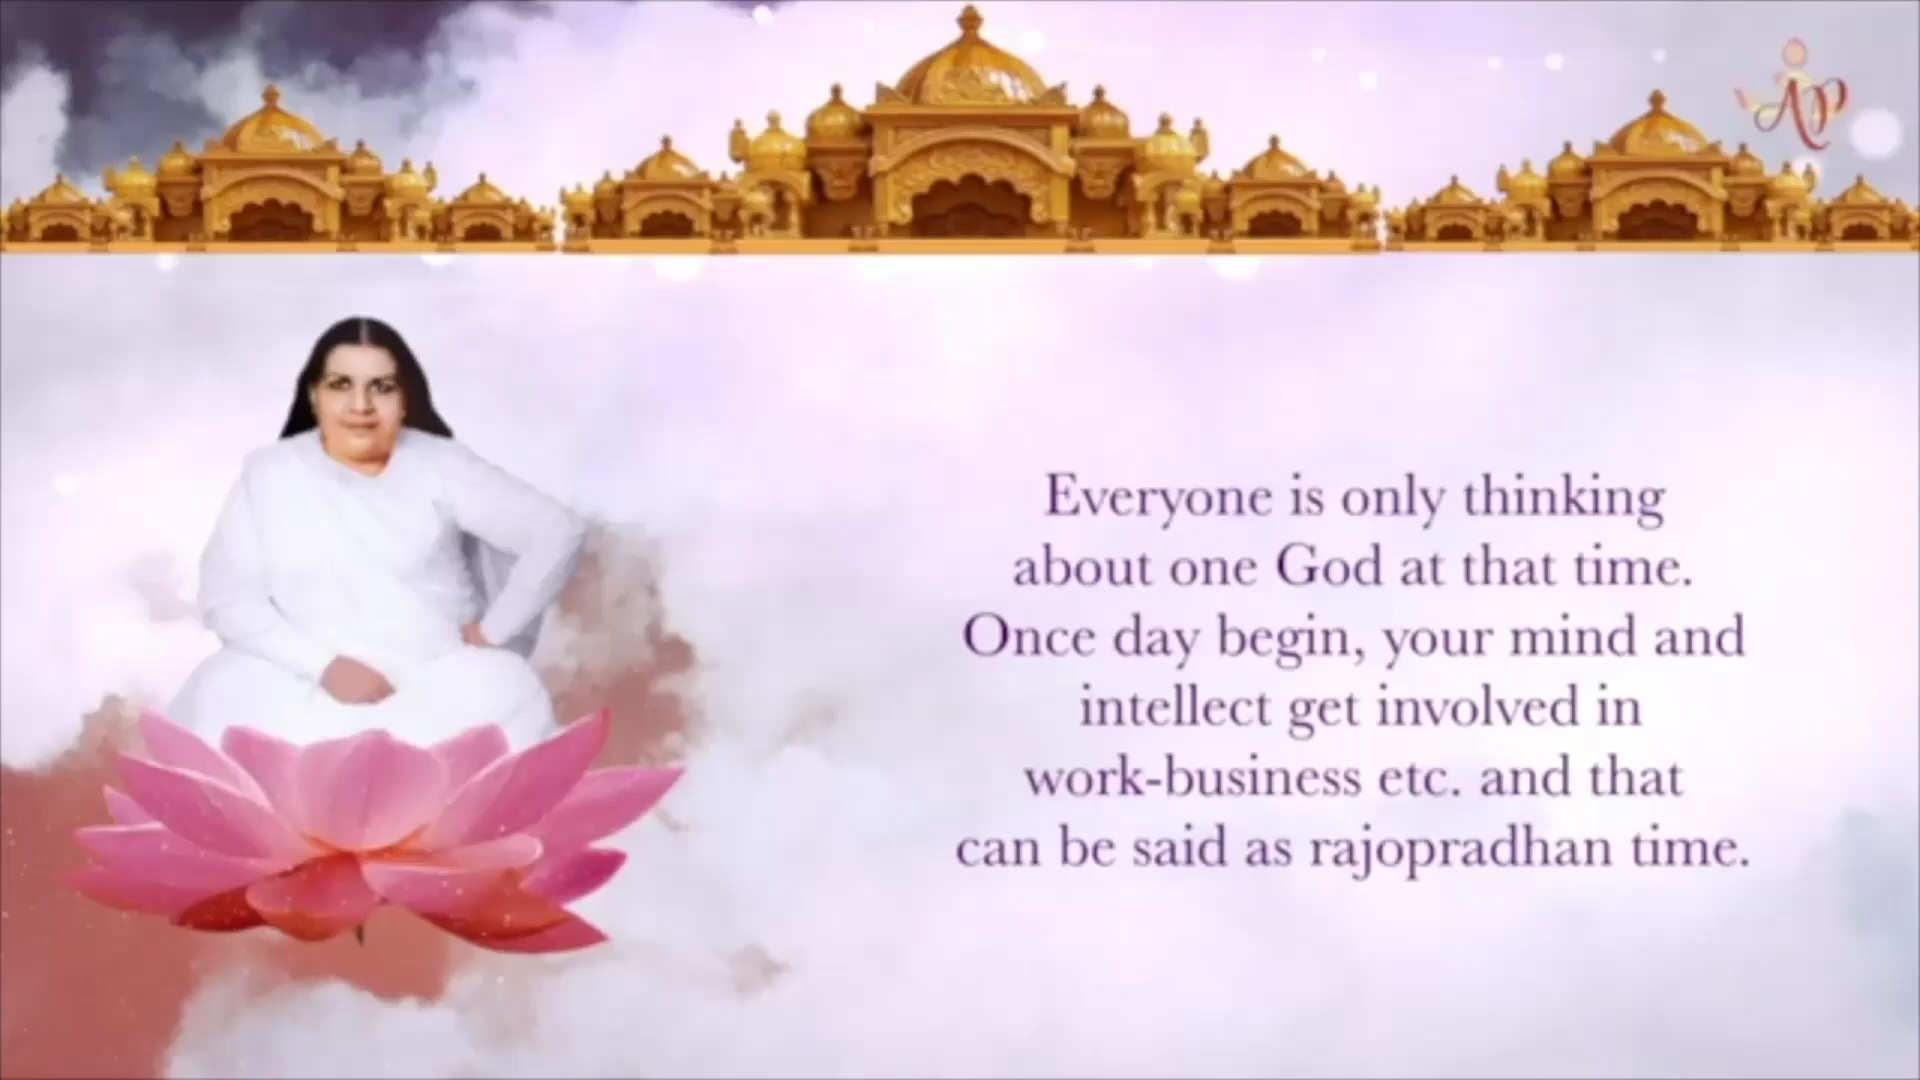 AP
Everyone is only thinking
about one God at that time.
Once day begin, your mind and
intellect get involved in
work-business etc. and that
can be said as rajopradhan time.